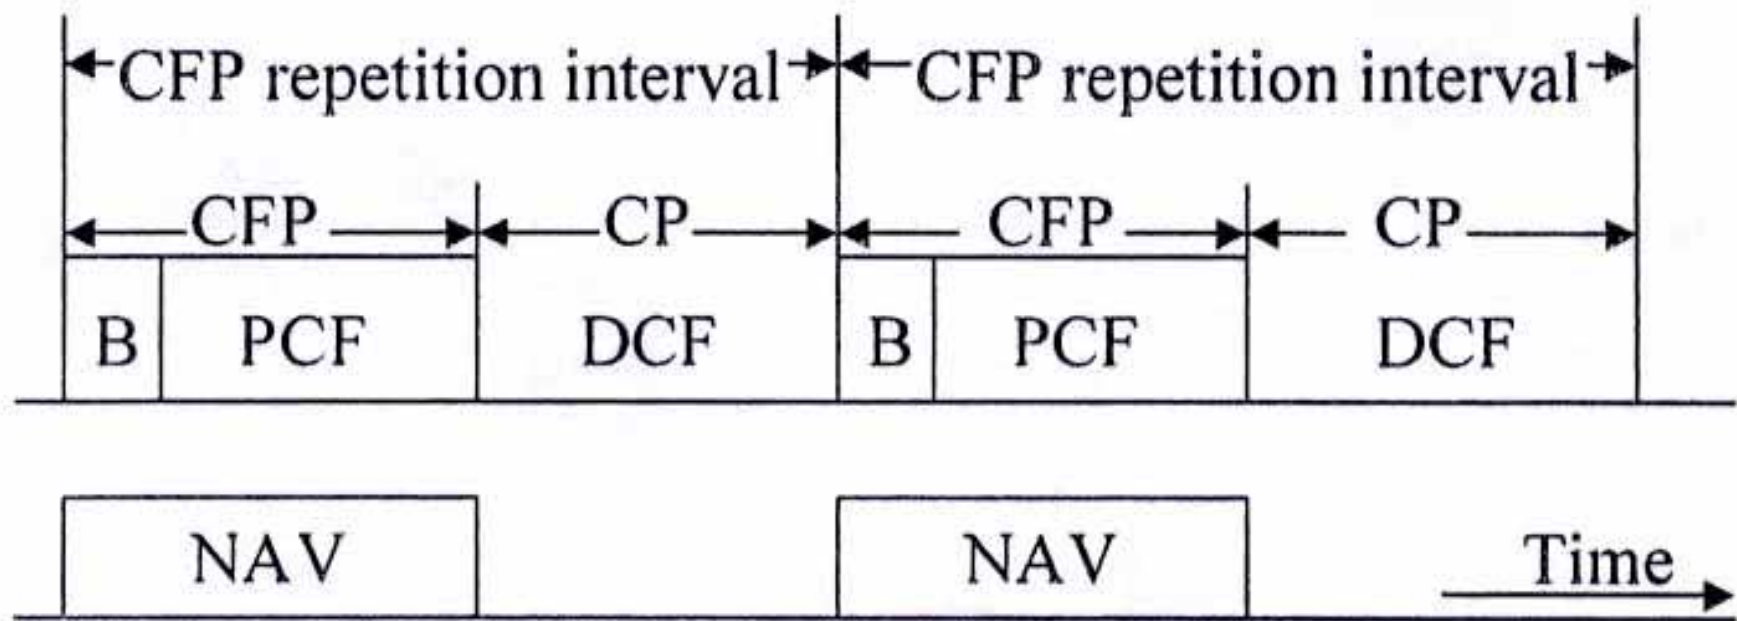 CFP repetition interval CFP repetition interval
CFP CP CFP CP
B PCF DCF B PCF DCF
NAV NAV Time